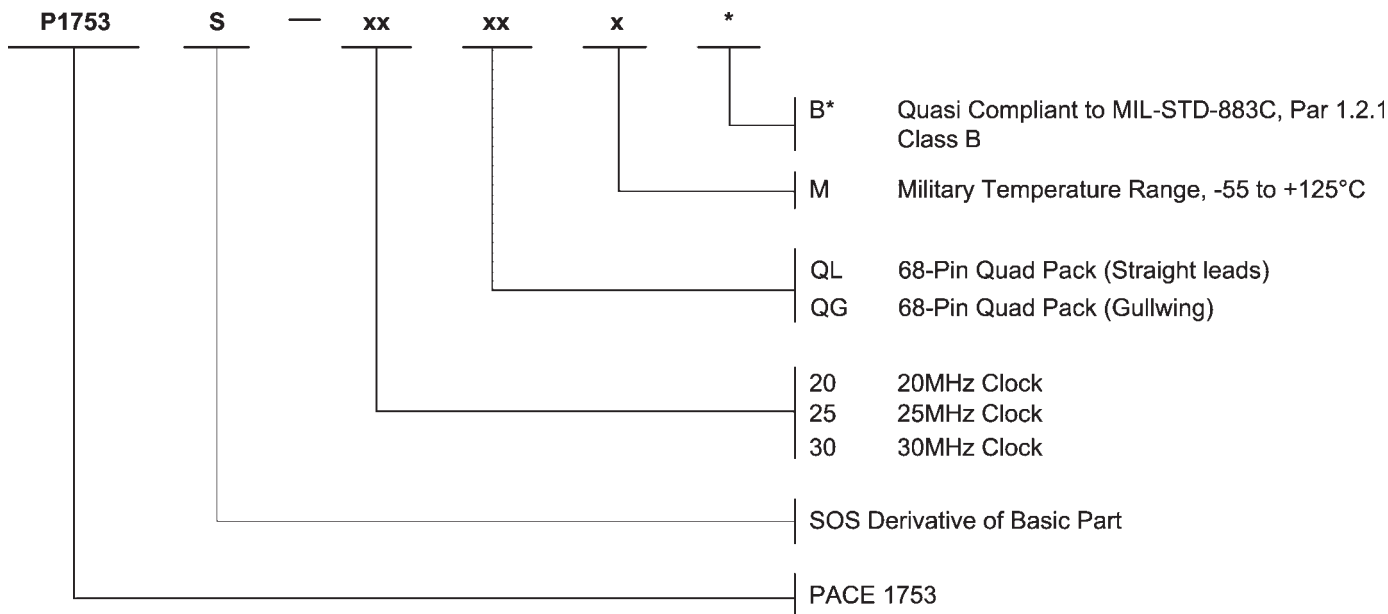 P1753 S — xx xx x *
B* Quasi Compliant to MIL-STD-883C, Par 1.2.1
Class B
M Military Temperature Range, -55 to +125°C
QL 68-Pin Quad Pack (Straight leads)
QG 68-Pin Quad Pack (Gullwing)
20 20MHz Clock
25 25MHz Clock
30 30MHz Clock
SOS Derivative of Basic Part
PACE 1753